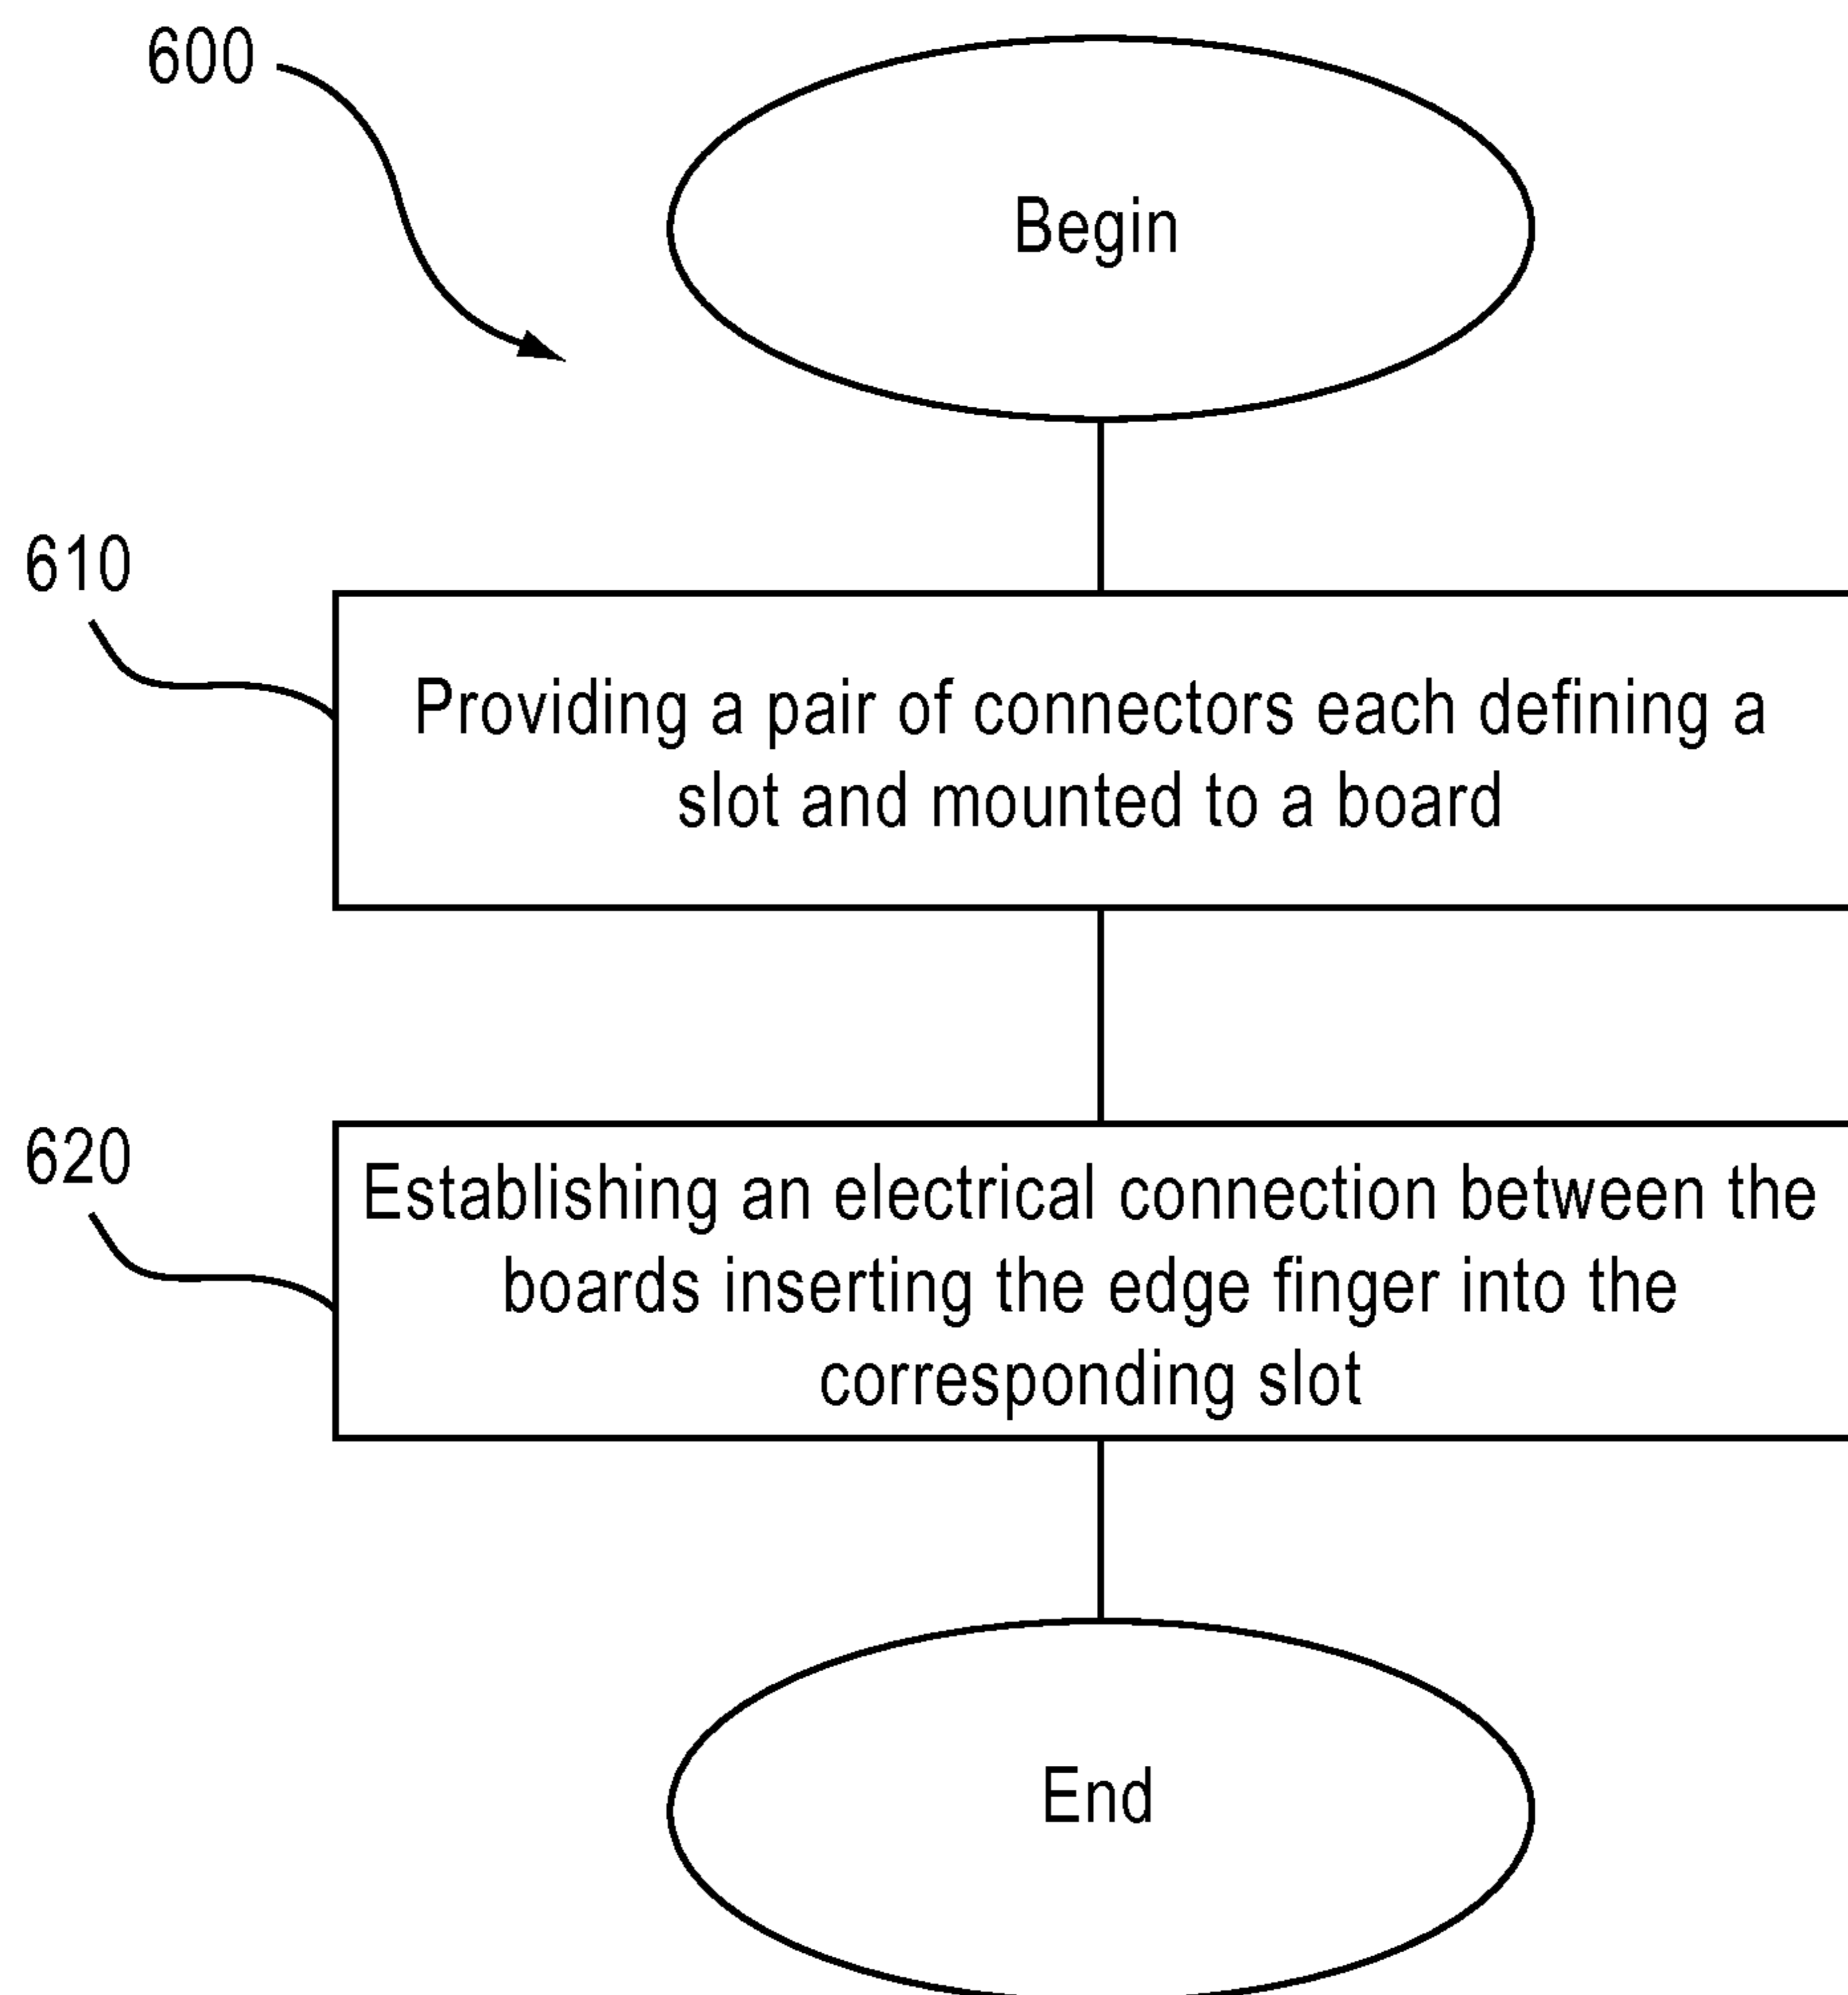 600
Begin
610
Providing a pair of connectors each defining a
slot and mounted to a board
620
Establishing an electrical connection between the
boards inserting the edge finger into the
corresponding slot
End